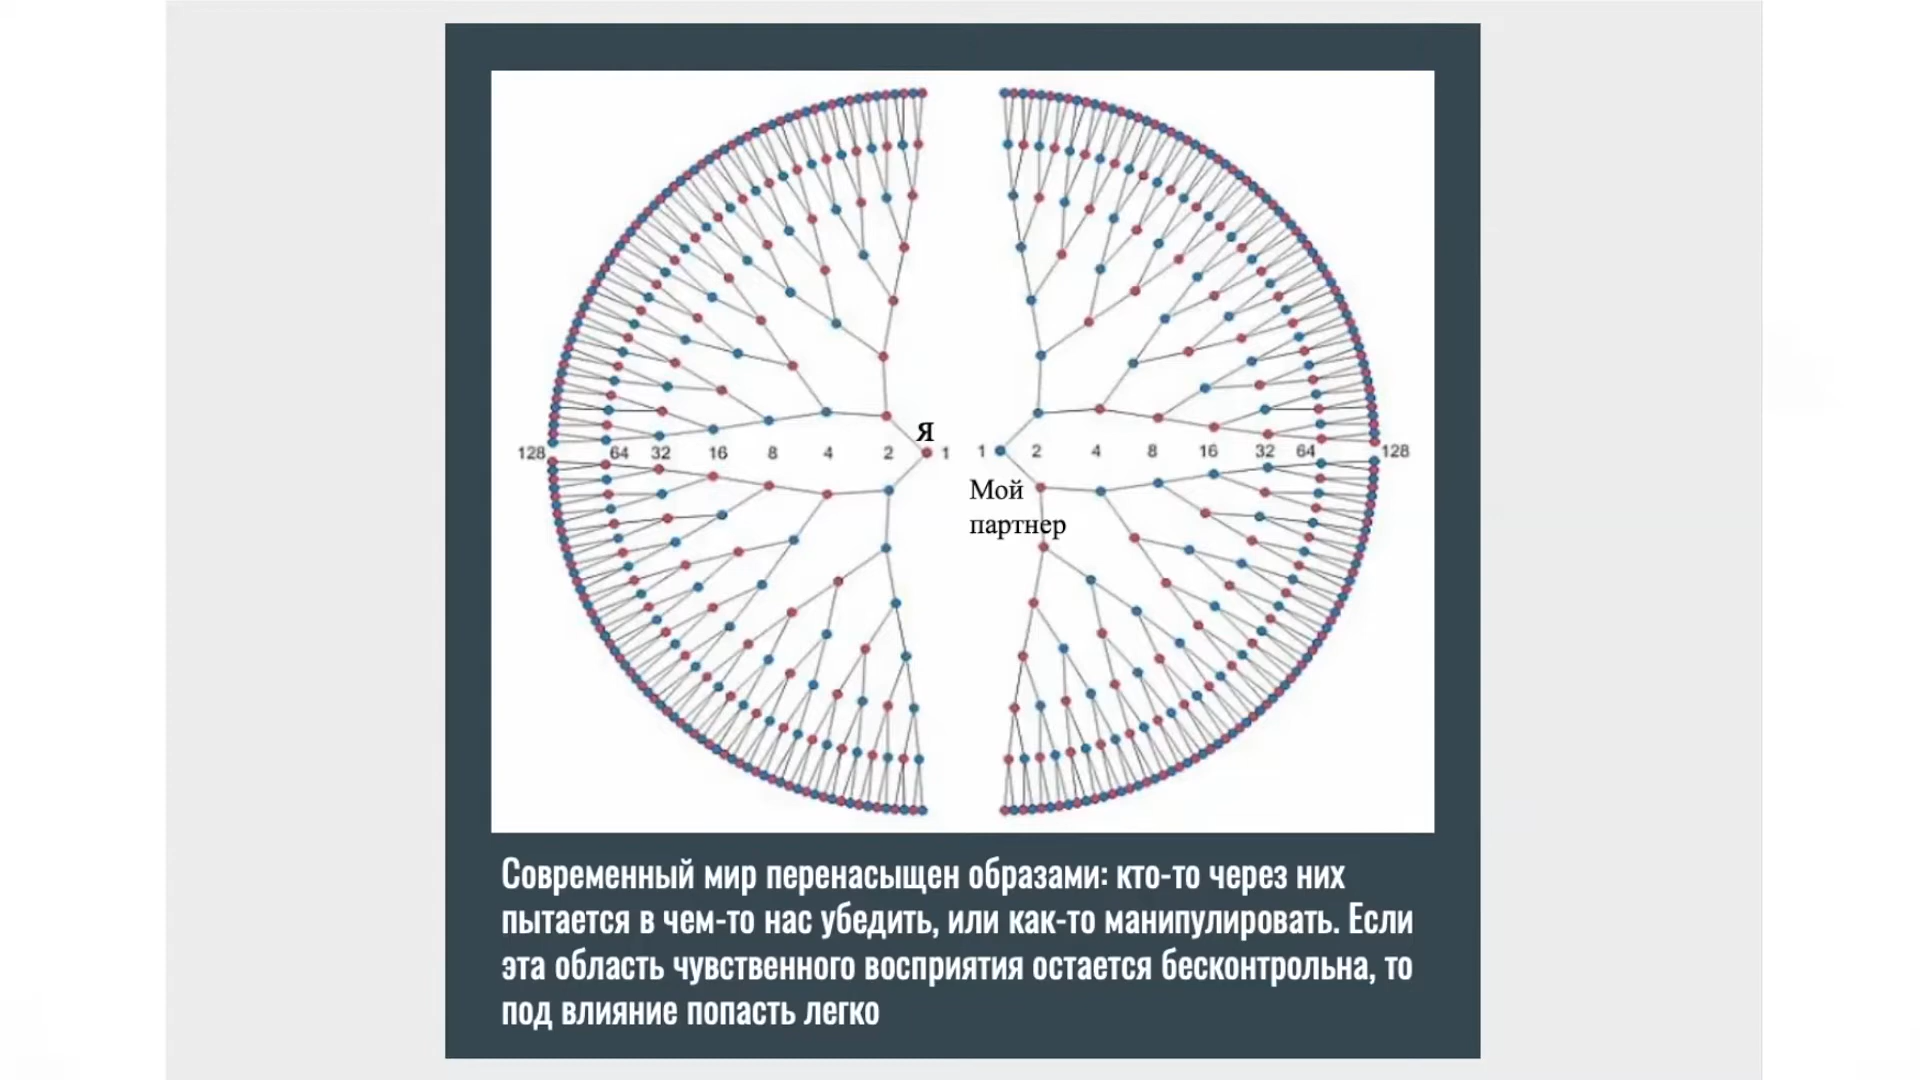 Я
128 64 32 16 8 4 2 1 1 2 4 8 16 32 64 128
Мой
партнер
Современный мир перенасыщен образами: кто-то через них
пытается в чем-то нас убедить, или как-то манипулировать. Если
эта область чувственного восприятия остается бесконтрольна, то
под влияние попасть легко